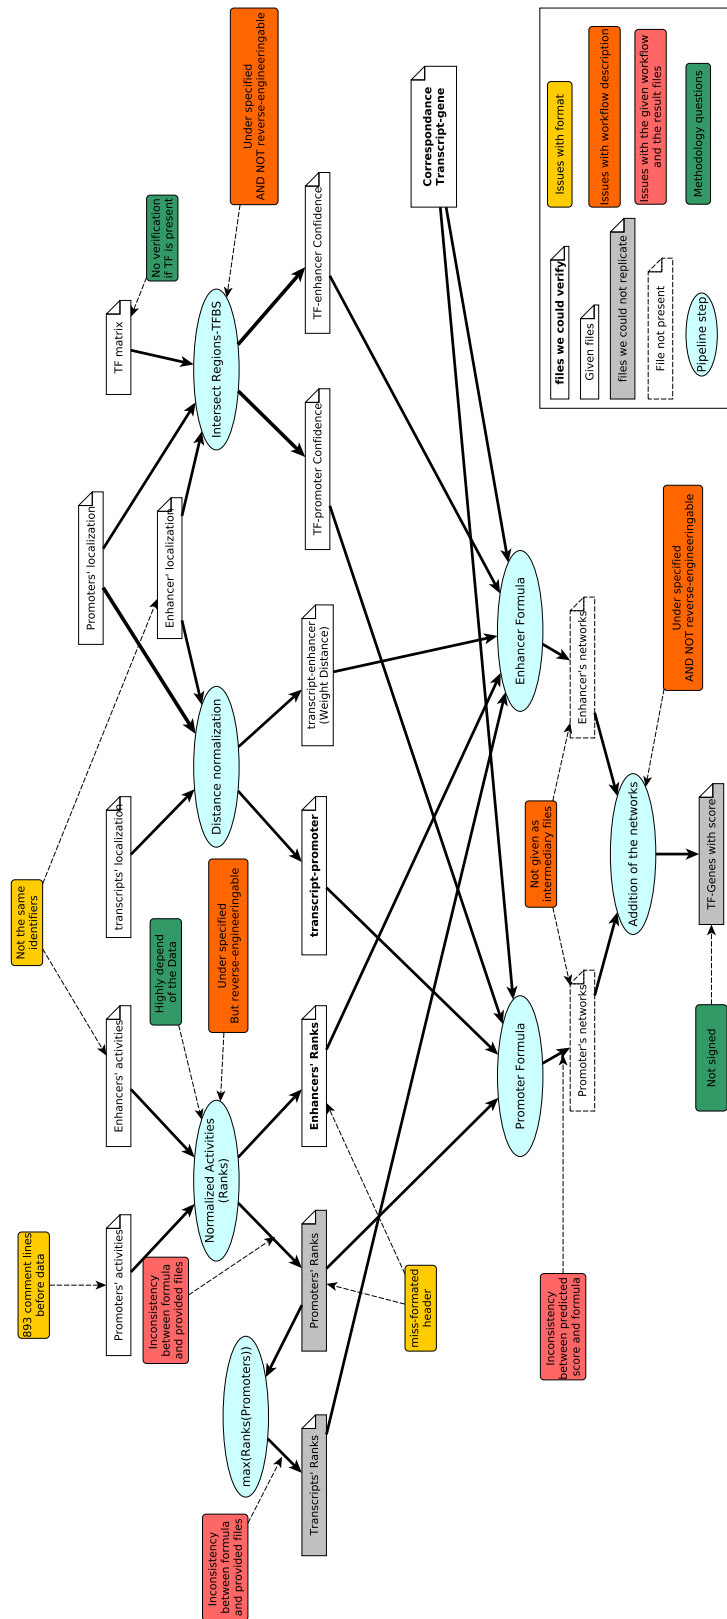 893 comment lines
before data
Not the same
identifiers
Promoters' activities
Enhancers' activities
transcripts' localization
Promoters' localization
Enhancer' localization
TF matrix
No verification
if TF is present
Under specified
AND NOT reverse-engineeringable
Inconsistency
between formula
and provided files
Highly depend
of the Data
Under specified
But reverse-engineeringable
Normalized Activities
(Ranks)
Distance normalization
Intersect Regions-TFBS
Inconsistency
between formula
and provided files
max(Ranks(Promoters))
Transcripts' Ranks
Promoters' Ranks
Enhancers' Ranks
transcript-promoter
transcript-enhancer
(Weight Distance)
TF-promoter Confidence
TF-enhancer Confidence
miss-formated
header
Correspondance
Transcript-gene
Promoter Formula
Enhancer Formula
Inconsistency
between predicted
score and formula
Promoter's networks
Not given as
intermediary files
Enhancer's networks
Addition of the networks
Under specified
AND NOT reverse-engineeringable
Not signed
TF-Genes with score
files we could verify
Given files
files we could not replicate
File not present
Pipeline step
Issues with format
Issues with workflow description
Issues with the given workflow
and the result files
Methodology questions